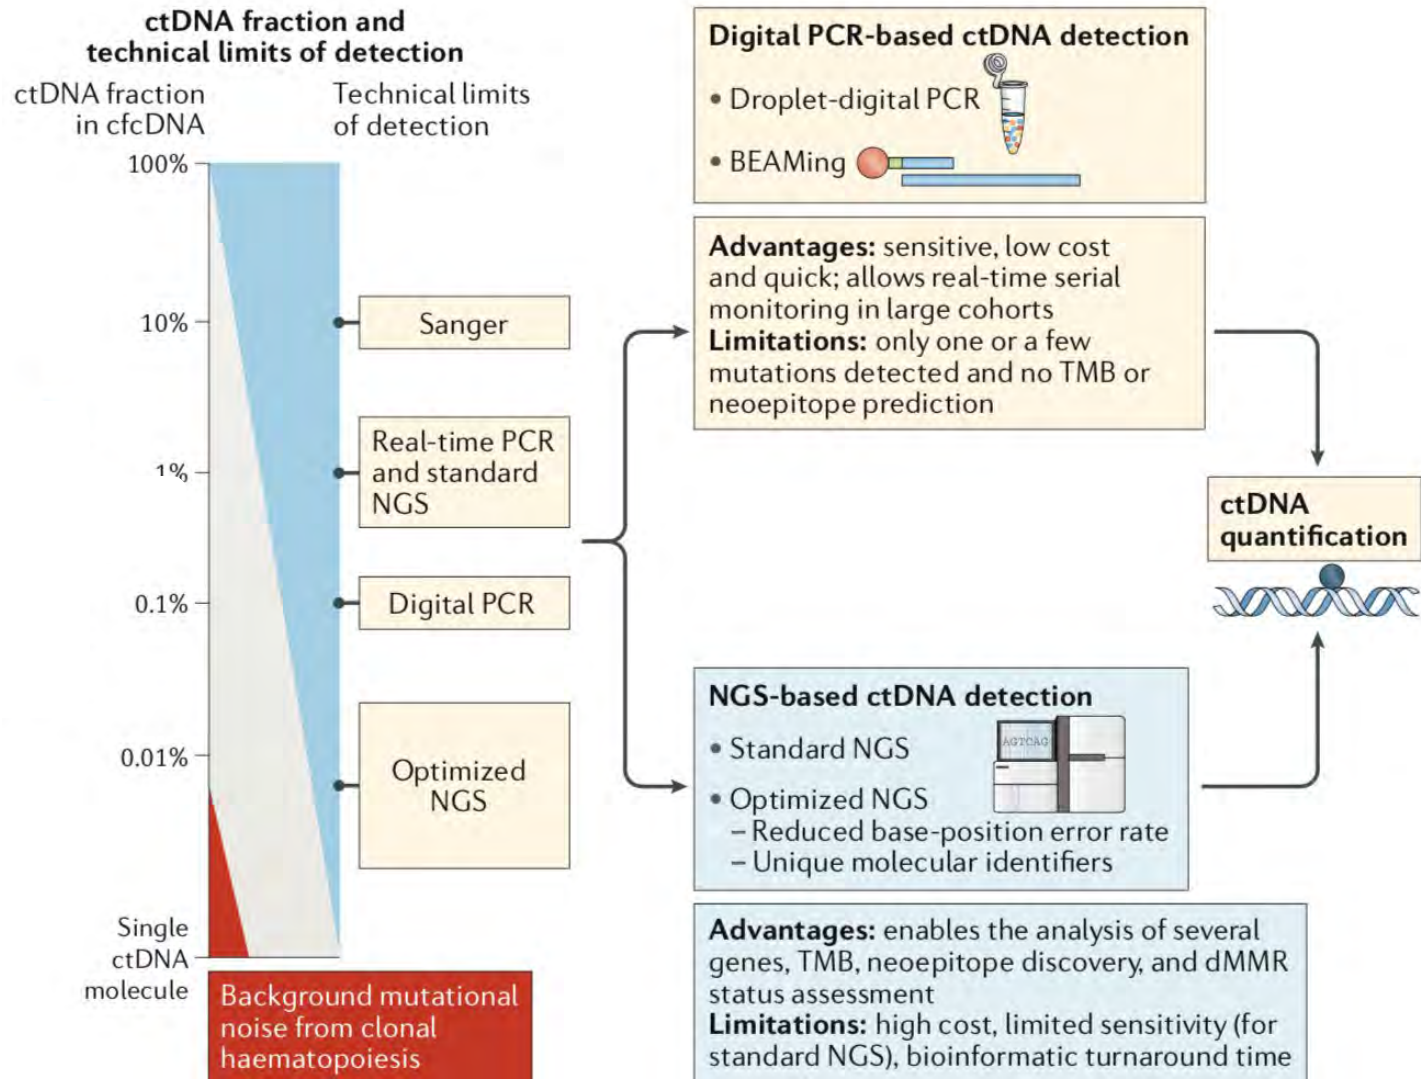 ctDNA fraction and
technical limits of detection
ctDNA fraction
in cfcDNA
Technical limits
of detection
100%
10%
1%
0.1%
0.01%
Single
ctDNA
molecule
Sanger
Real-time PCR
and standard
NGS
Digital PCR
Optimized
NGS
Background mutational
noise from clonal
haematopoiesis
Digital PCR-based ctDNA detection
• Droplet-digital PCR
• BEAMing
Advantages: sensitive, low cost
and quick; allows real-time serial
monitoring in large cohorts
Limitations: only one or a few
mutations detected and no TMB or
neoepitope prediction
NGS-based ctDNA detection
• Standard NGS
AGTCAG
• Optimized NGS
– Reduced base-position error rate
– Unique molecular identifiers
Advantages: enables the analysis of several
genes, TMB, neoepitope discovery, and dMMR
status assessment
Limitations: high cost, limited sensitivity (for
standard NGS), bioinformatic turnaround time
ctDNA
quantification